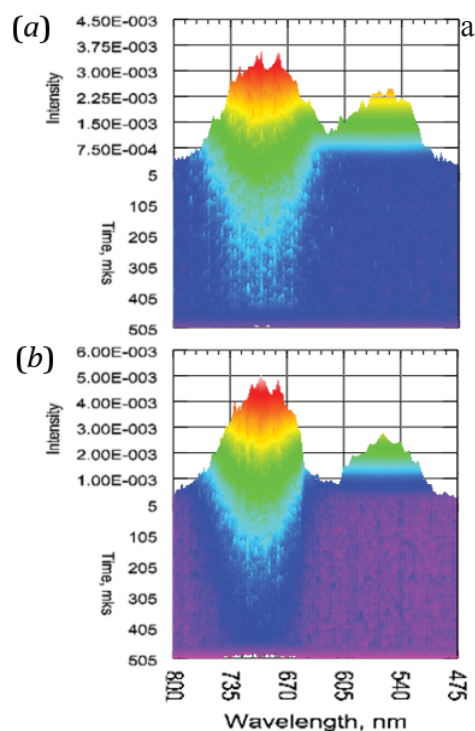 (a)
a
4.50E-003
3.75E-003
3.00E-003
2.25E-003
1.50E-003
7.50E-004
Intensity
5
105
205
305
405
505
Time, mks
(b)
6.00E-003
5.00E-003
4.00E-003
3.00E-003
2.00E-003
1.00E-003
Intensity
5
105
205
305
405
505
Time, mks
800 735 670 605 540 475
Wavelength, nm